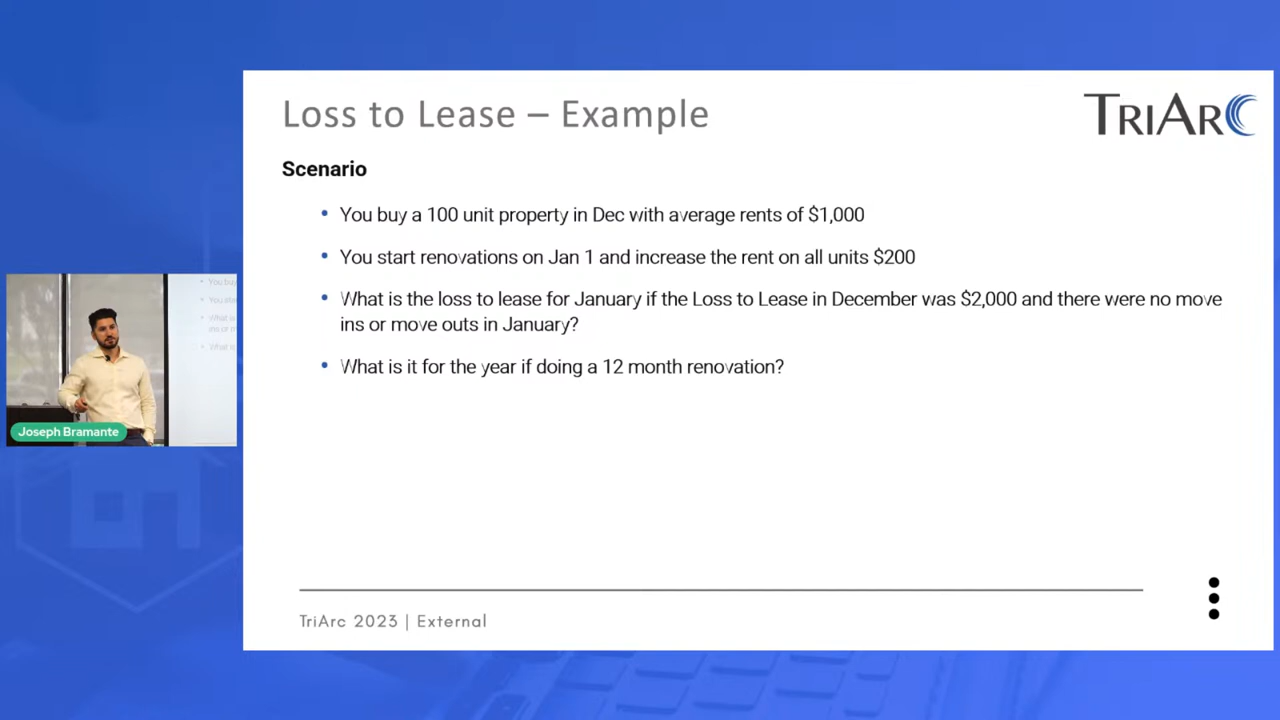 Loss to Lease – Example
TRIARC
Scenario
• You buy a 100 unit property in Dec with average rents of $1,000
• You start renovations on Jan 1 and increase the rent on all units $200
• What is the loss to lease for January if the Loss to Lease in December was $2,000 and there were no move
ins or move outs in January?
• What is it for the year if doing a 12 month renovation?
Joseph Bramante
TriArc 2023 | External